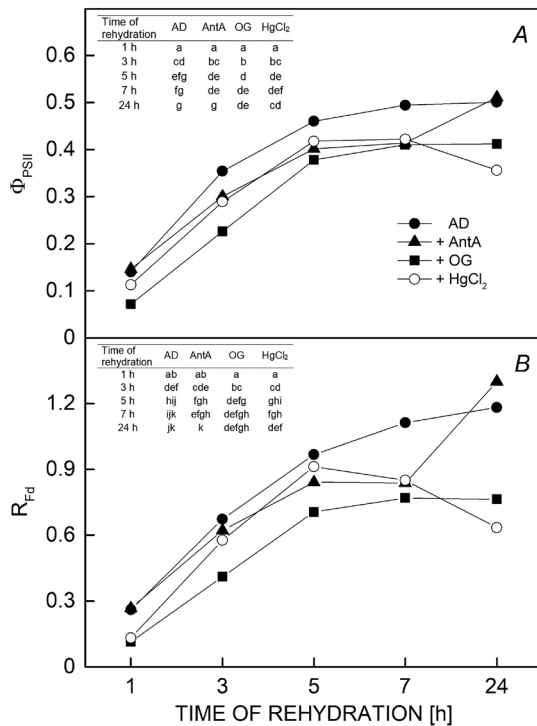 A
Time of rehydration AD AntA OG HgCl₂
1 h a a a a
3 h cd bc b bc
5 h efg de d de
7 h fg de de def
24 h g g de cd
0.6
0.5
0.4
0.3
0.2
0.1
0
Φ_PSII
AD
+ AntA
+ OG
+ HgCl₂
B
Time of rehydration AD AntA OG HgCl₂
1 h ab ab a a
3 h def cde bc cd
5 h hij fgh defg ghi
7 h ijk efgh defgh fgh
24 h jk k defgh def
1.2
0.9
0.6
0.3
0
R_Fd
1 3 5 7 24
TIME OF REHYDRATION [h]